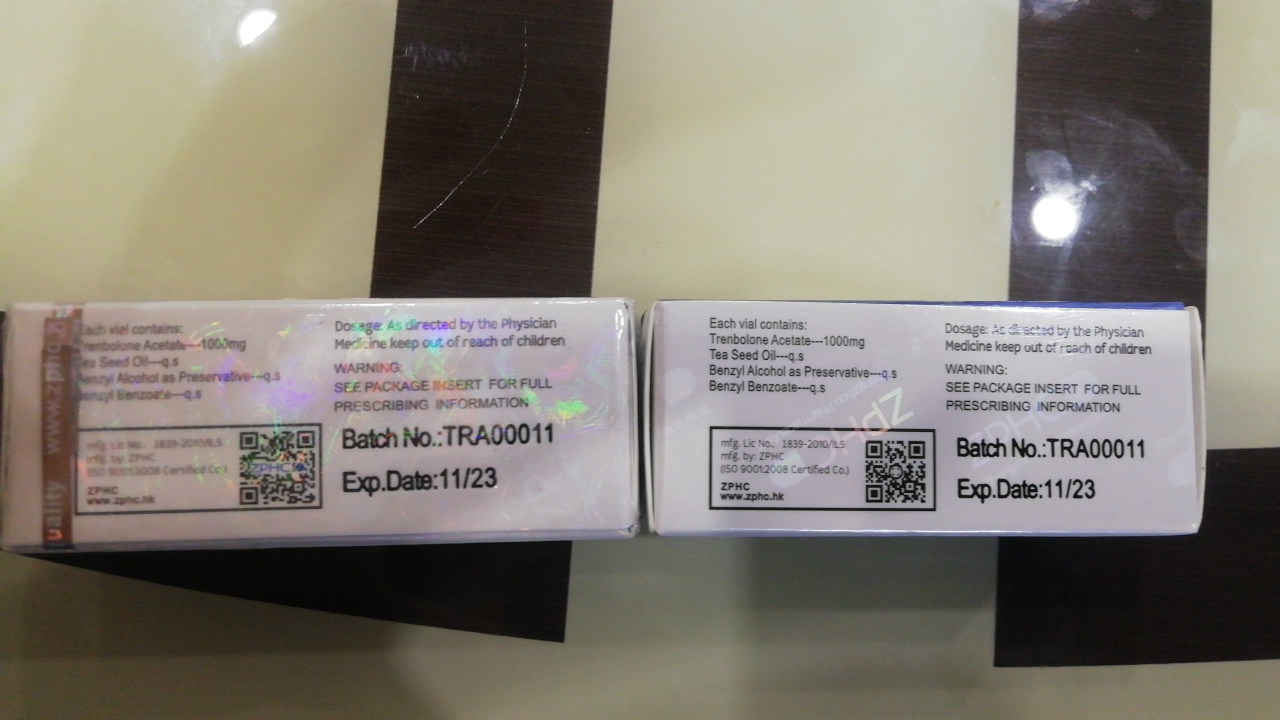 Each vial contains:
Trenbolone Acetate---1000mg
Tea Seed Oil---q.s
Benzyl Alcohol as Preservative---q.s
Benzyl Benzoate---q.s
Dosage: As directed by the Physician
Medicine keep out of reach of children
WARNING:
SEE PACKAGE INSERT FOR FULL
PRESCRIBING INFORMATION
mfg. Lic No.: 1839-2010/ILS
mfg. by: ZPHC
(ISO 9001:2008 Certified Co.)
ZPHC
www.zphc.hk
ZPHC
Batch No.:TRA00011
Exp.Date:11/23
uality www.zphc
Each vial contains:
Trenbolone Acetate---1000mg
Tea Seed Oil---q.s
Benzyl Alcohol as Preservative---q.s
Benzyl Benzoate---q.s
Dosage: As directed by the Physician
Medicine keep out of reach of children
WARNING:
SEE PACKAGE INSERT FOR FULL
PRESCRIBING INFORMATION
mfg. Lic No.: 1839-2010/ILS
mfg. by: ZPHC
(ISO 9001:2008 Certified Co.)
ZPHC
www.zphc.hk
Batch No.:TRA00011
Exp.Date:11/23
ZPHC
ZPHC